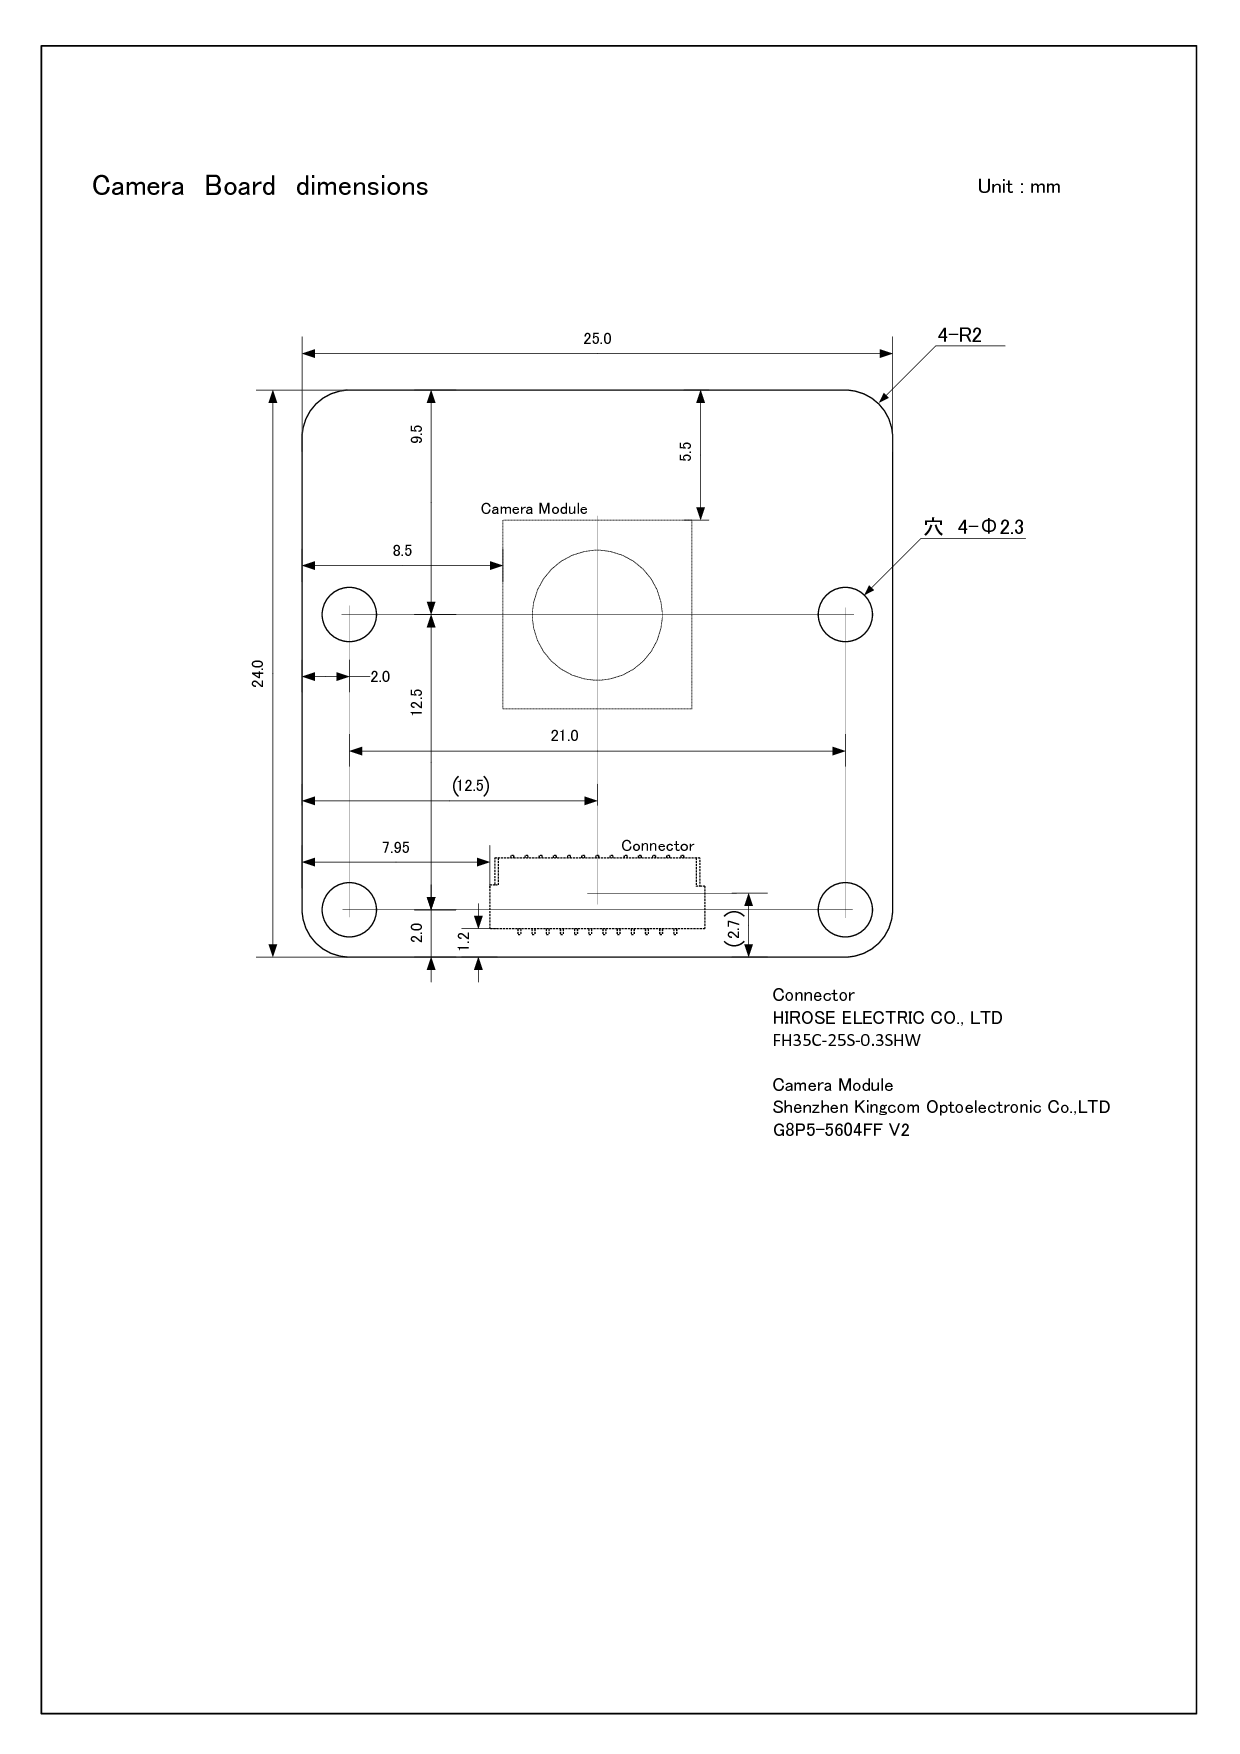 Camera Board dimensions
Unit : mm
25.0
4-R2
9.5
5.5
Camera Module
穴 4-Φ2.3
8.5
24.0
2.0
12.5
21.0
(12.5)
7.95
Connector
2.0
1.2
(2.7)
Connector
HIROSE ELECTRIC CO., LTD
FH35C-25S-0.3SHW
Camera Module
Shenzhen Kingcom Optoelectronic Co.,LTD
G8P5-5604FF V2